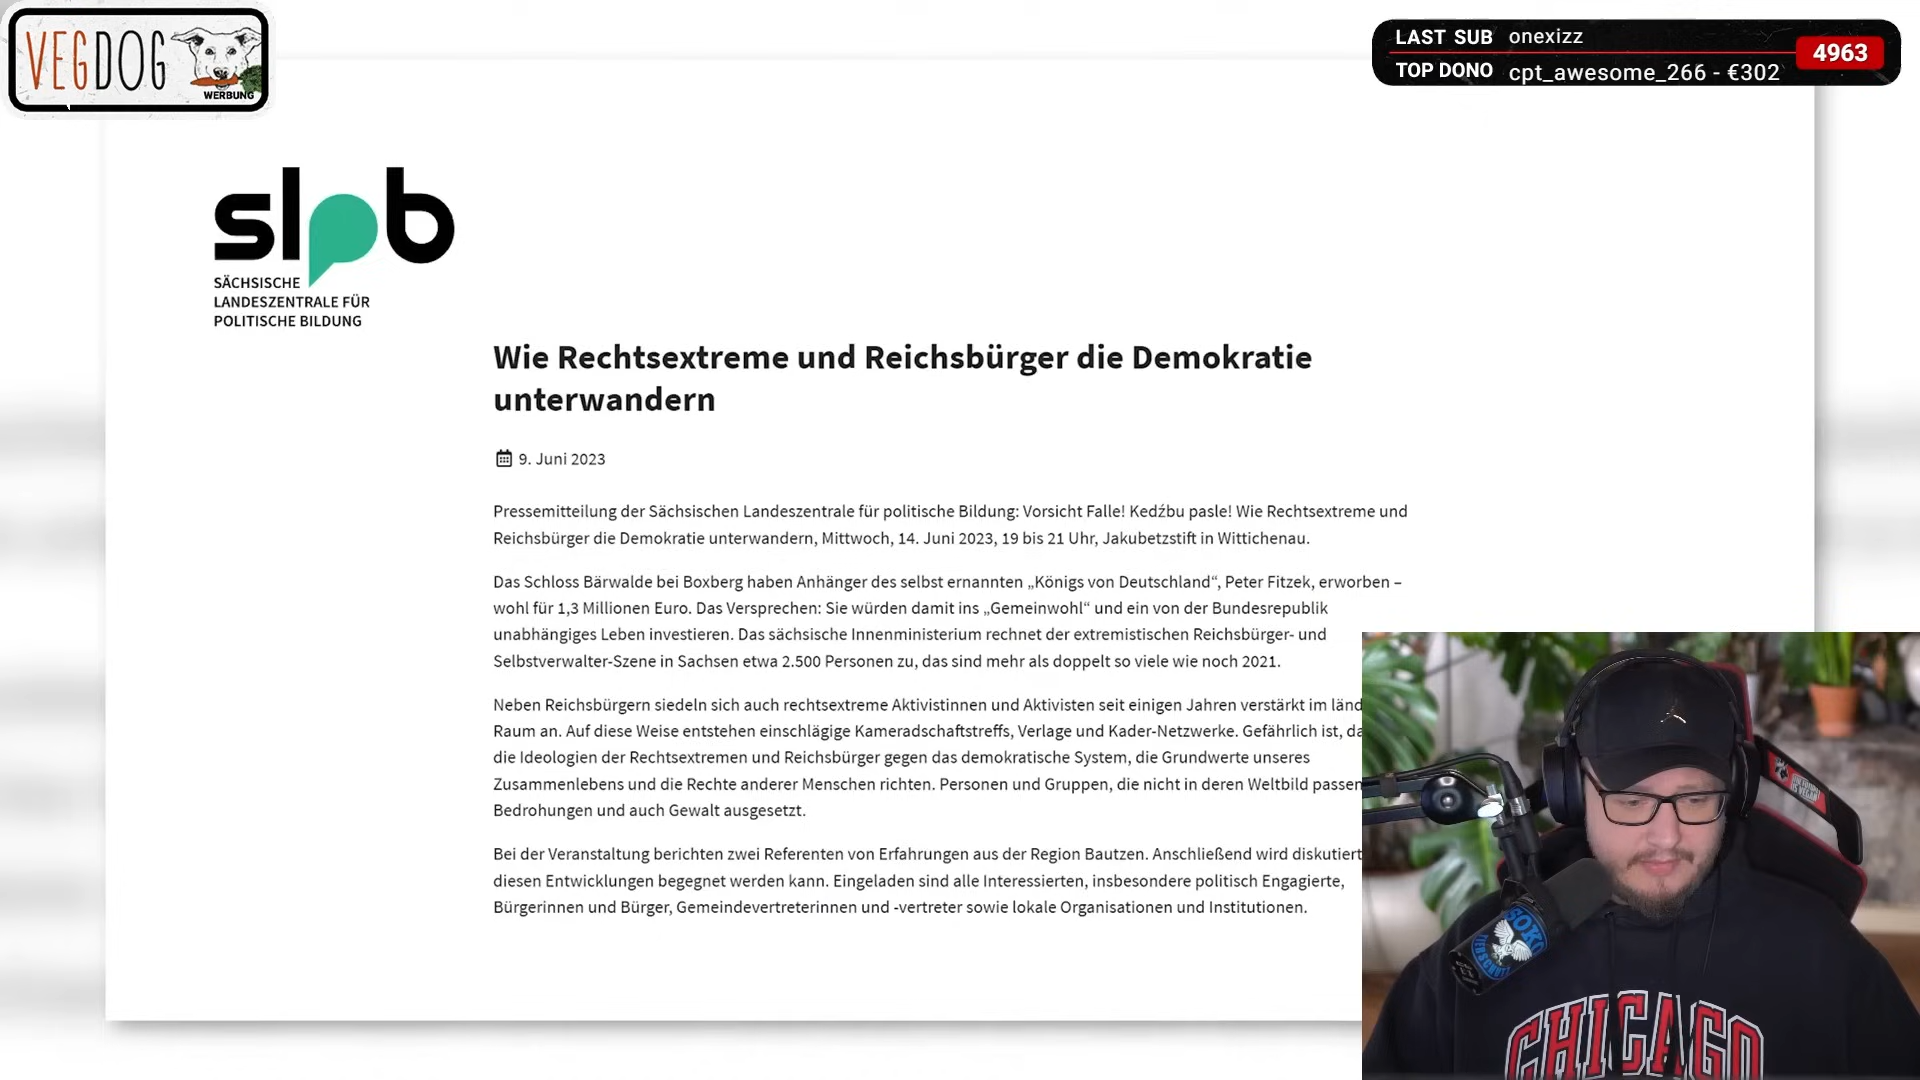 VEGDOG
WERBUNG
LAST SUB onexizz
4963
TOP DONO cpt_awesome_266 - €302
slpb
SÄCHSISCHE
LANDESZENTRALE FÜR
POLITISCHE BILDUNG
Wie Rechtsextreme und Reichsbürger die Demokratie
unterwandern
9. Juni 2023
Pressemitteilung der Sächsischen Landeszentrale für politische Bildung: Vorsicht Falle! Kedźbu pasle! Wie Rechtsextreme und
Reichsbürger die Demokratie unterwandern, Mittwoch, 14. Juni 2023, 19 bis 21 Uhr, Jakubetzstift in Wittichenau.
Das Schloss Bärwalde bei Boxberg haben Anhänger des selbst ernannten „Königs von Deutschland“, Peter Fitzek, erworben –
wohl für 1,3 Millionen Euro. Das Versprechen: Sie würden damit ins „Gemeinwohl“ und ein von der Bundesrepublik
unabhängiges Leben investieren. Das sächsische Innenministerium rechnet der extremistischen Reichsbürger- und
Selbstverwalter-Szene in Sachsen etwa 2.500 Personen zu, das sind mehr als doppelt so viele wie noch 2021.
Neben Reichsbürgern siedeln sich auch rechtsextreme Aktivistinnen und Aktivisten seit einigen Jahren verstärkt im länd
Raum an. Auf diese Weise entstehen einschlägige Kameradschaftstreffs, Verlage und Kader-Netzwerke. Gefährlich ist, da
die Ideologien der Rechtsextremen und Reichsbürger gegen das demokratische System, die Grundwerte unseres
Zusammenlebens und die Rechte anderer Menschen richten. Personen und Gruppen, die nicht in deren Weltbild passen
Bedrohungen und auch Gewalt ausgesetzt.
Bei der Veranstaltung berichten zwei Referenten von Erfahrungen aus der Region Bautzen. Anschließend wird diskutiert
diesen Entwicklungen begegnet werden kann. Eingeladen sind alle Interessierten, insbesondere politisch Engagierte,
Bürgerinnen und Bürger, Gemeindevertreterinnen und -vertreter sowie lokale Organisationen und Institutionen.
SOKO
TIERSCHUTZ
CHICAGO